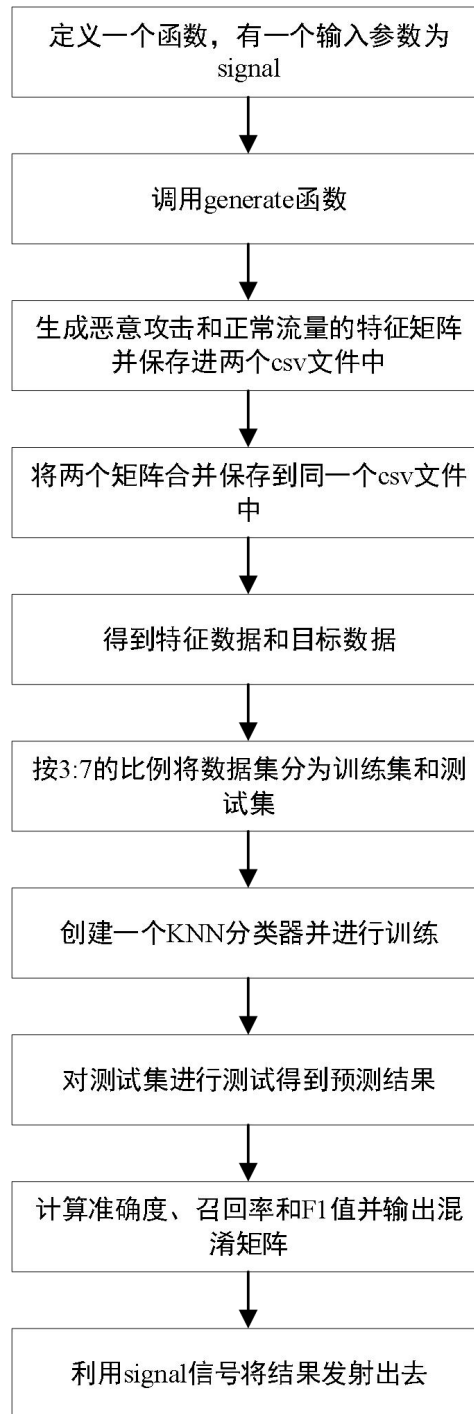 定义一个函数，有一个输入参数为
signal
调用generate函数
生成恶意攻击和正常流量的特征矩阵
并保存进两个csv文件中
将两个矩阵合并保存到同一个csv文件
中
得到特征数据和目标数据
按3:7的比例将数据集分为训练集和测
试集
创建一个KNN分类器并进行训练
对测试集进行测试得到预测结果
计算准确度、召回率和F1值并输出混
淆矩阵
利用signal信号将结果发射出去